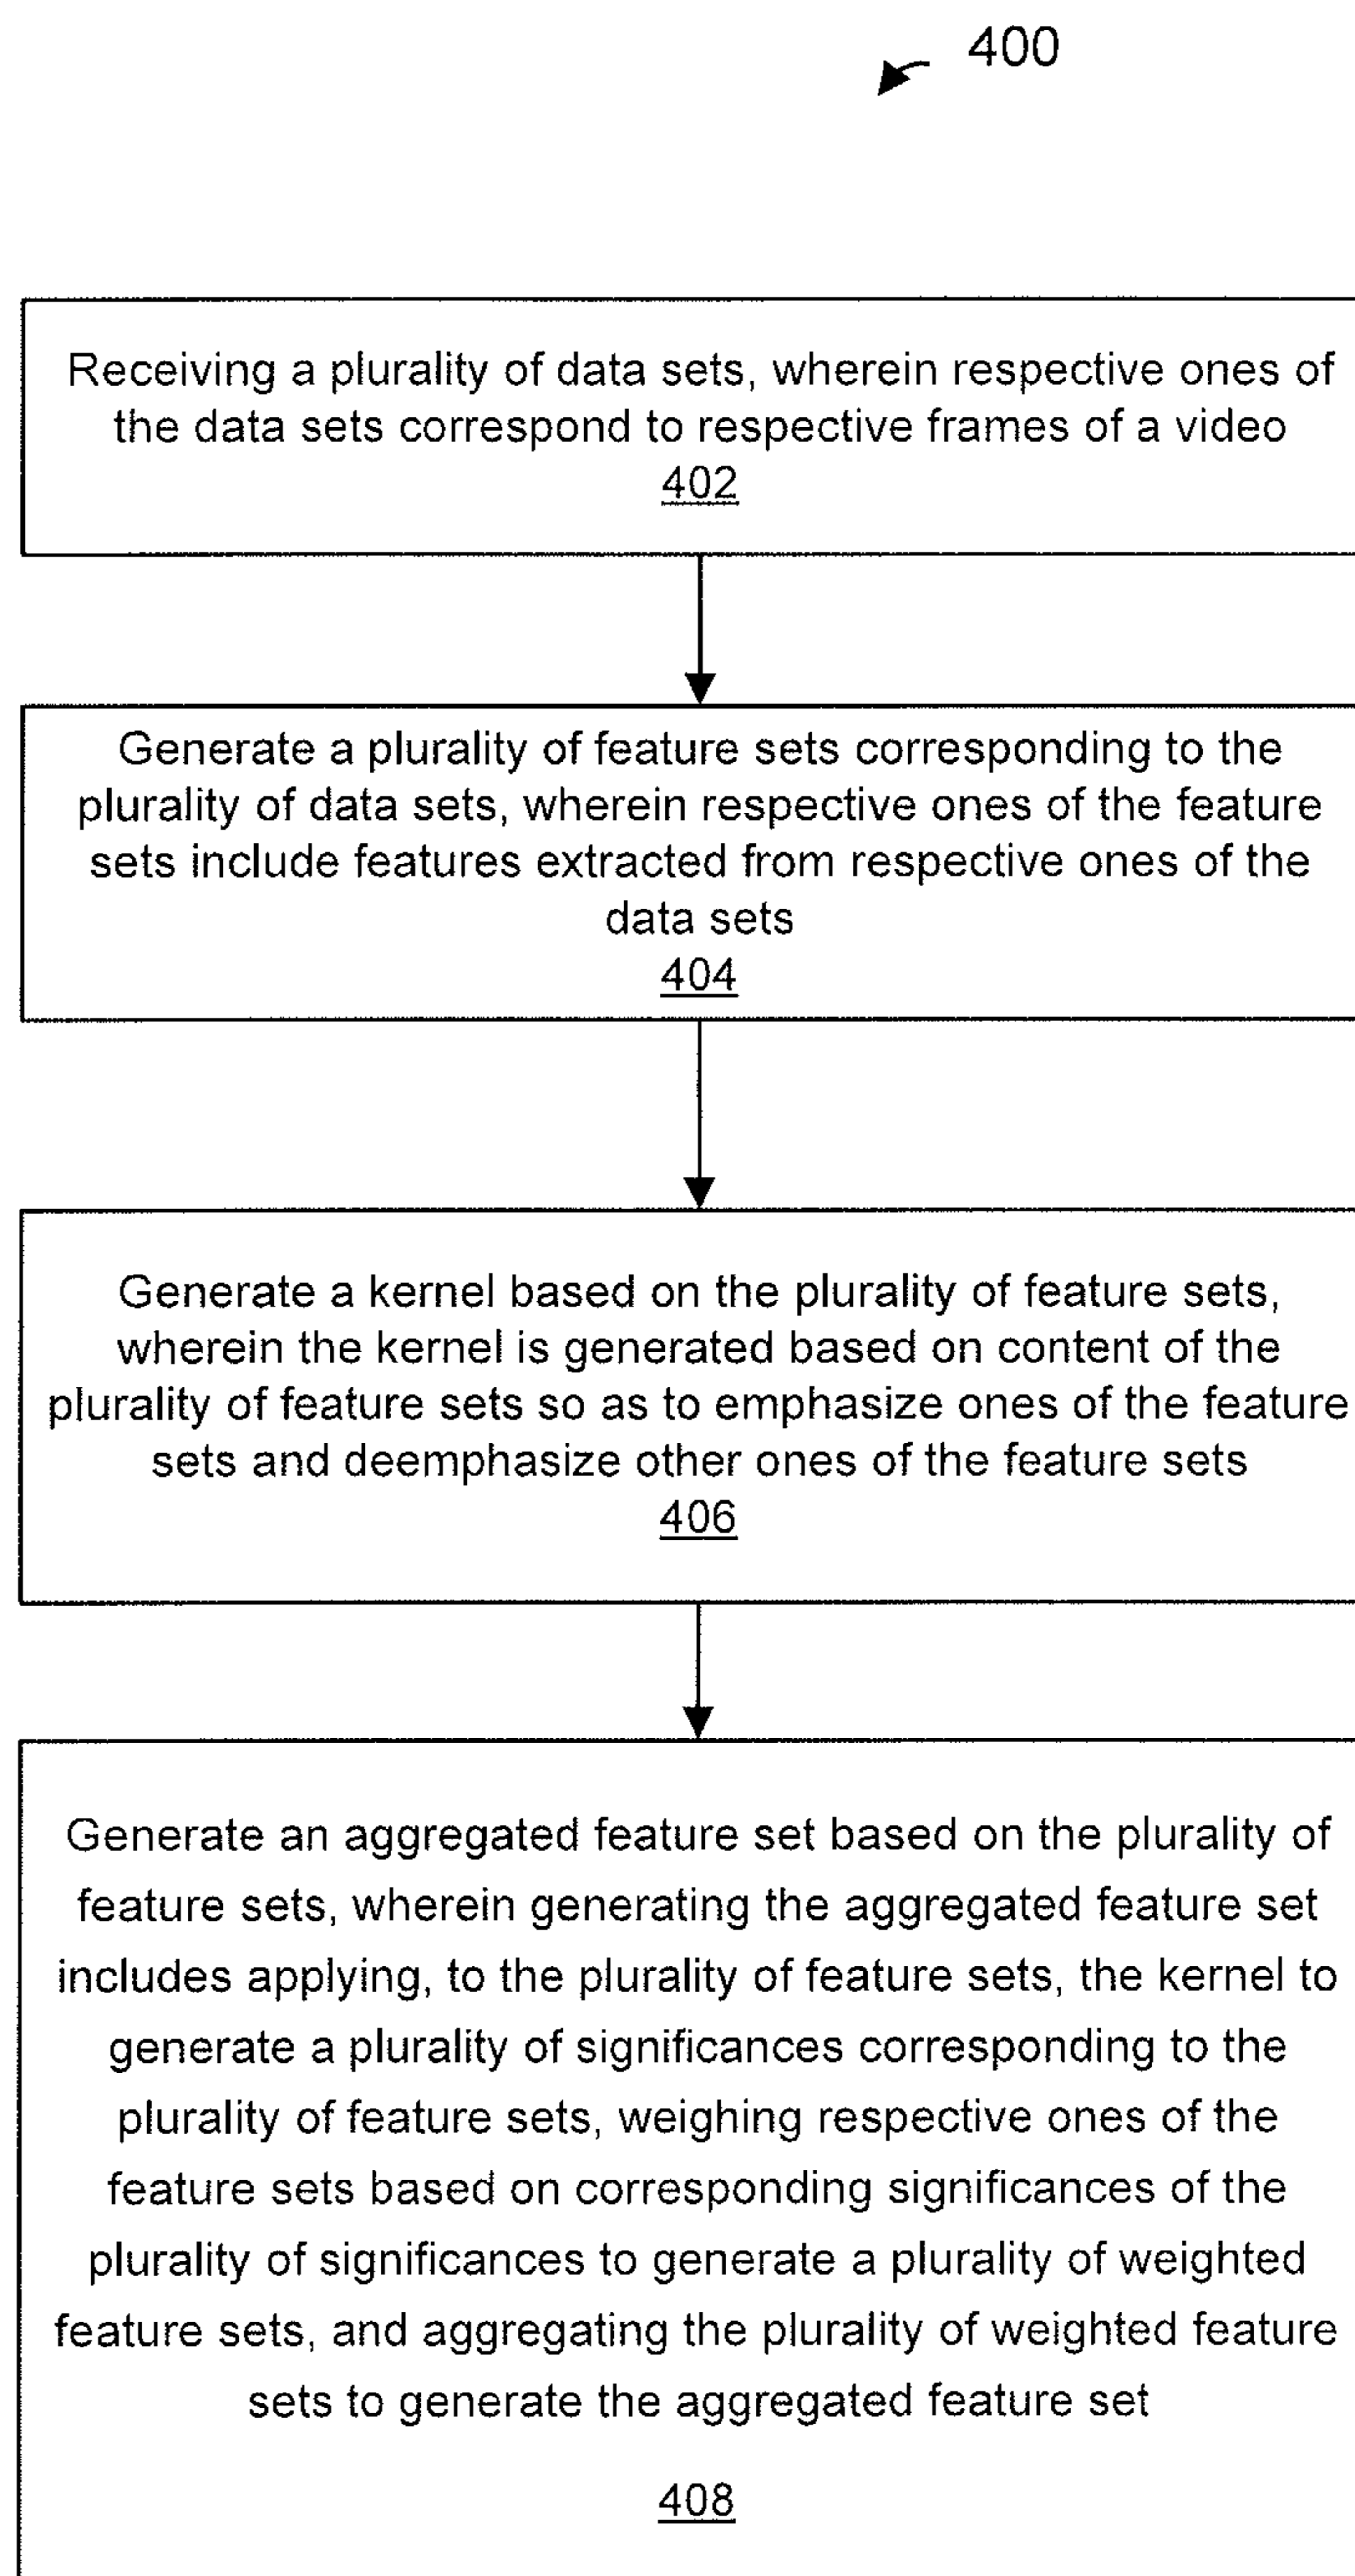 400
Receiving a plurality of data sets, wherein respective ones of
the data sets correspond to respective frames of a video
402
Generate a plurality of feature sets corresponding to the
plurality of data sets, wherein respective ones of the feature
sets include features extracted from respective ones of the
data sets
404
Generate a kernel based on the plurality of feature sets,
wherein the kernel is generated based on content of the
plurality of feature sets so as to emphasize ones of the feature
sets and deemphasize other ones of the feature sets
406
Generate an aggregated feature set based on the plurality of
feature sets, wherein generating the aggregated feature set
includes applying, to the plurality of feature sets, the kernel to
generate a plurality of significances corresponding to the
plurality of feature sets, weighing respective ones of the
feature sets based on corresponding significances of the
plurality of significances to generate a plurality of weighted
feature sets, and aggregating the plurality of weighted feature
sets to generate the aggregated feature set
408